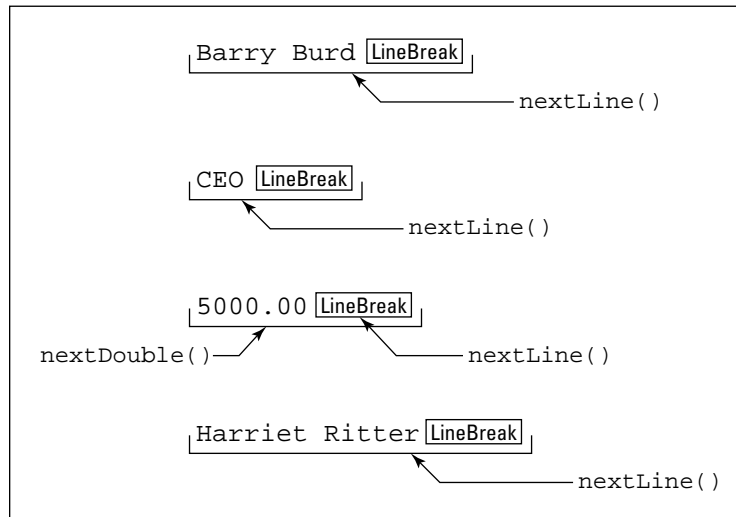 Barry Burd LineBreak
nextLine()
CEO LineBreak
nextLine()
5000.00 LineBreak
nextDouble() nextLine()
Harriet Ritter LineBreak
nextLine()